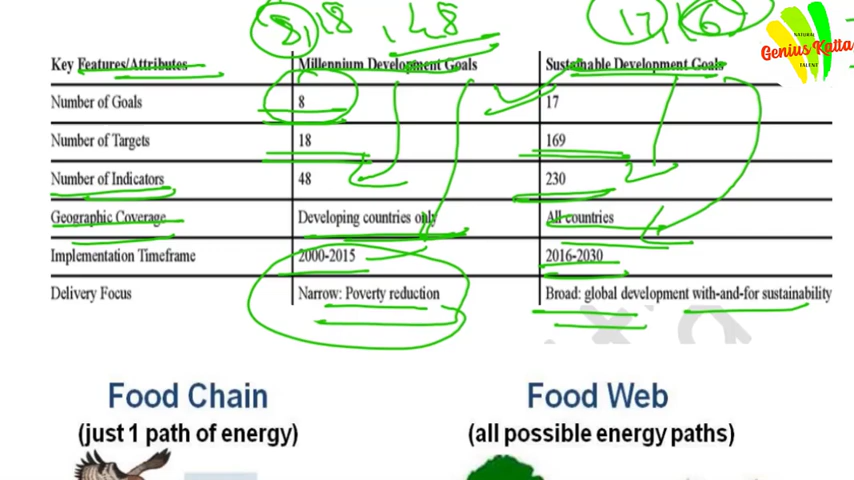 8, 18, 48 17, 16
NATURAL
Genius Katta
TALENT
Key Features/Attributes Millennium Development Goals Sustainable Development Goals
Number of Goals 8 17
Number of Targets 18 169
Number of Indicators 48 230
Geographic Coverage Developing countries only All countries
Implementation Timeframe 2000-2015 2016-2030
Delivery Focus Narrow: Poverty reduction Broad: global development with-and-for sustainability
Food Chain Food Web
(just 1 path of energy) (all possible energy paths)